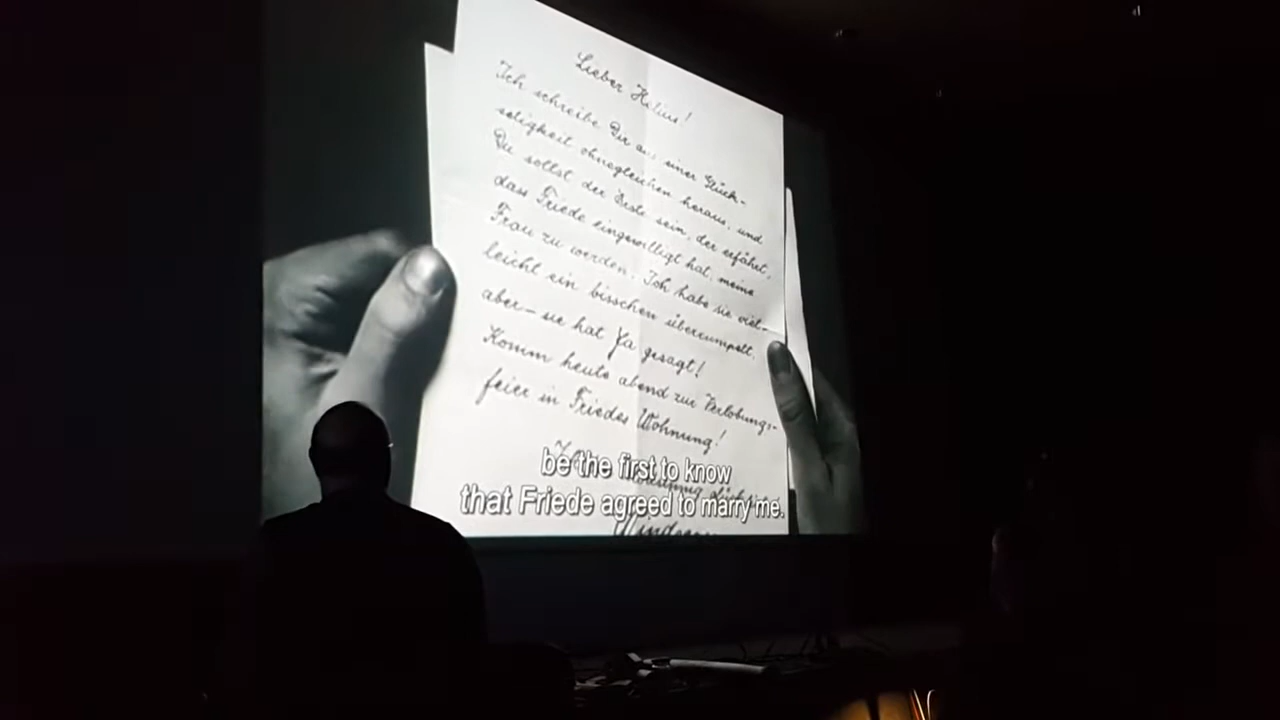 Lieber Helius!
Ich schreibe Dir aus einer Glück-
seligkeit ohnegleichen heraus, und
Du sollst der Erste sein, der erfährt,
dass Friede eingewilligt hat, meine
Frau zu werden. Ich habe sie viel-
leicht ein bisschen überrumpelt,
aber – sie hat Ja gesagt!
Komm heute abend zur Verlobungs-
feier in Friedes Wohnung!
be the first to know
that Friede agreed to marry me.